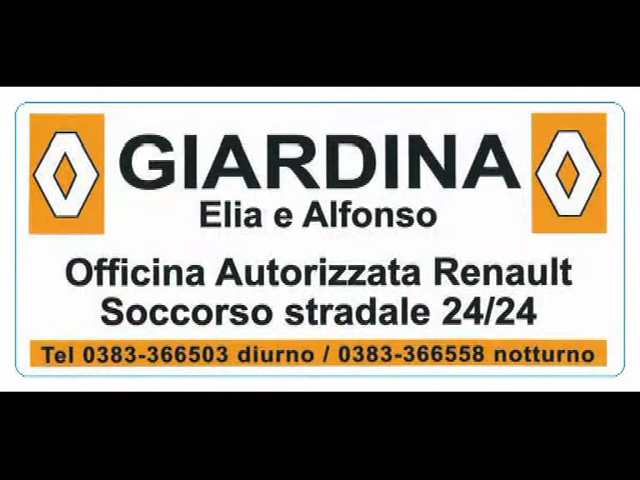 GIARDINA
Elia e Alfonso
Officina Autorizzata Renault
Soccorso stradale 24/24
Tel 0383-366503 diurno / 0383-366558 notturno